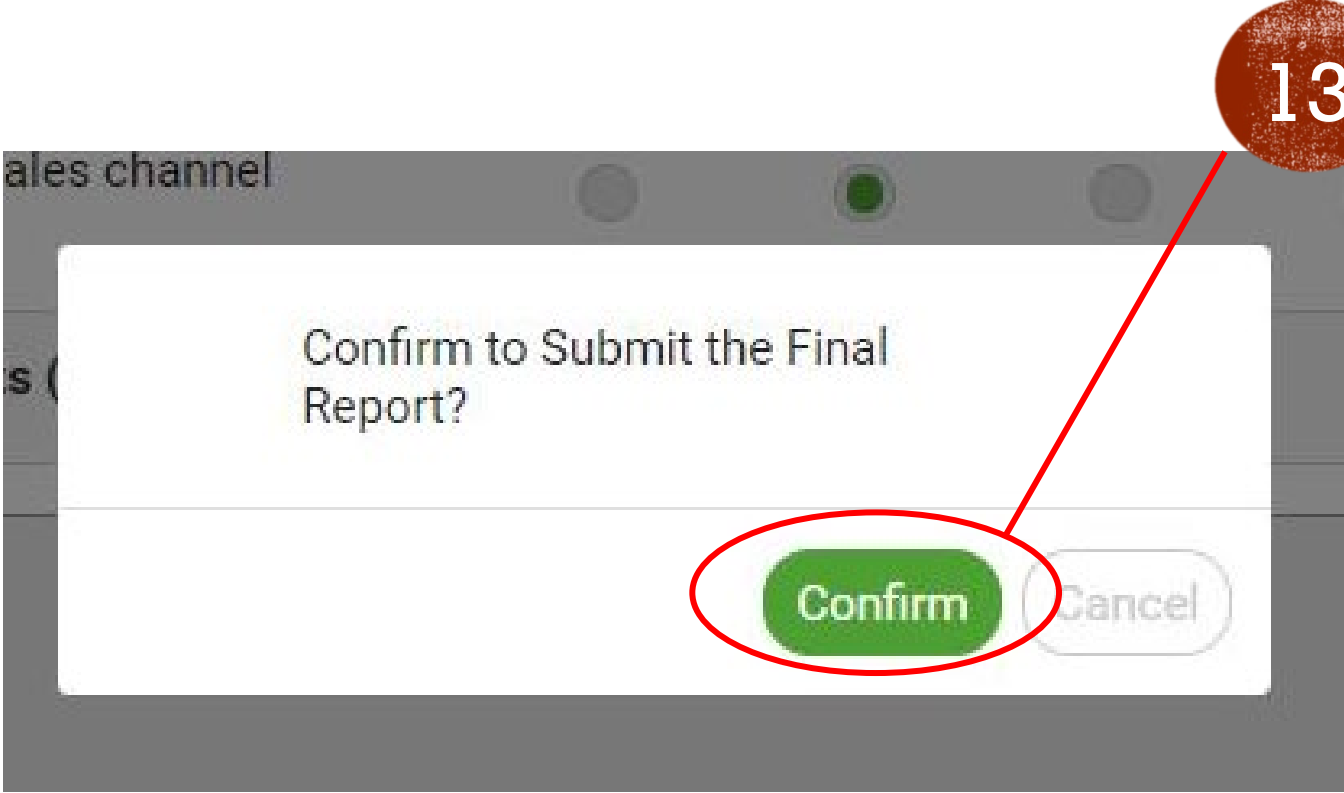 13
ales channel
Confirm to Submit the Final
Report?
s (
Confirm
Cancel